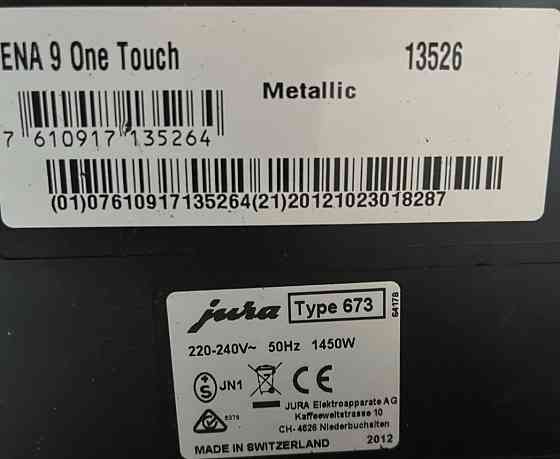 ENA 9 One Touch 13526
Metallic
7 610917 135264
(01)07610917135264(21)20121023018287
jura Type 673
64178
220-240V~ 50Hz 1450W
+S JN1 CE
JURA Elektroapparate AG
Kaffeeweltstrasse 10
CH-4626 Niederbuchsiten
MADE IN SWITZERLAND 2012